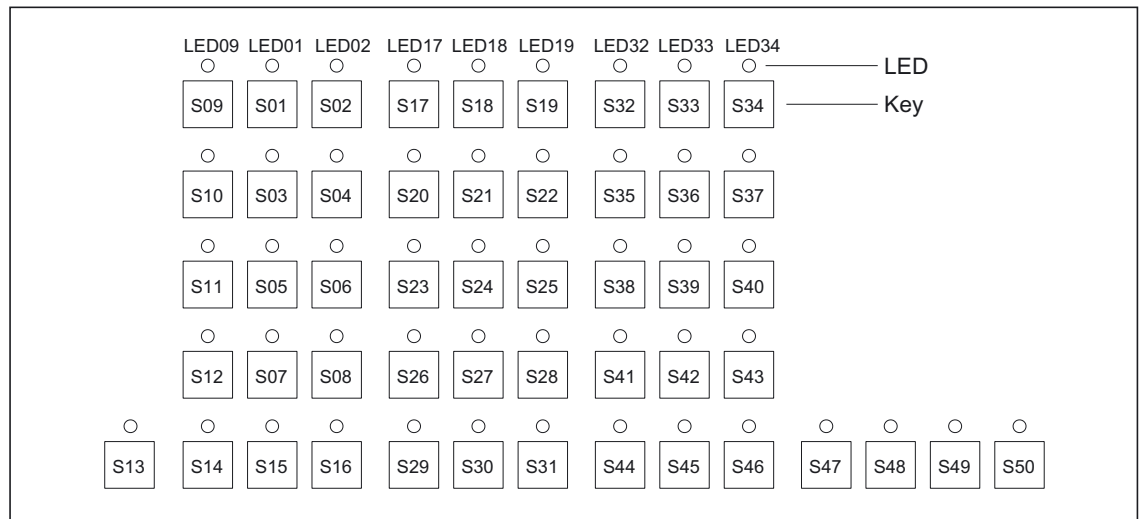 LED09 LED01 LED02 LED17 LED18 LED19 LED32 LED33 LED34
LED
S09 S01 S02 S17 S18 S19 S32 S33 S34 Key
S10 S03 S04 S20 S21 S22 S35 S36 S37
S11 S05 S06 S23 S24 S25 S38 S39 S40
S12 S07 S08 S26 S27 S28 S41 S42 S43
S13 S14 S15 S16 S29 S30 S31 S44 S45 S46 S47 S48 S49 S50